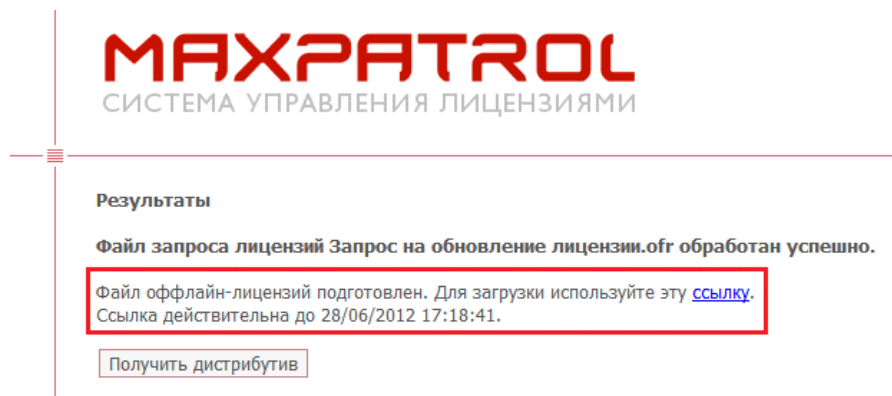 MAXPATROL
СИСТЕМА УПРАВЛЕНИЯ ЛИЦЕНЗИЯМИ
Результаты
Файл запроса лицензий Запрос на обновление лицензии.ofr обработан успешно.
Файл оффлайн-лицензий подготовлен. Для загрузки используйте эту ссылку.
Ссылка действительна до 28/06/2012 17:18:41.
Получить дистрибутив